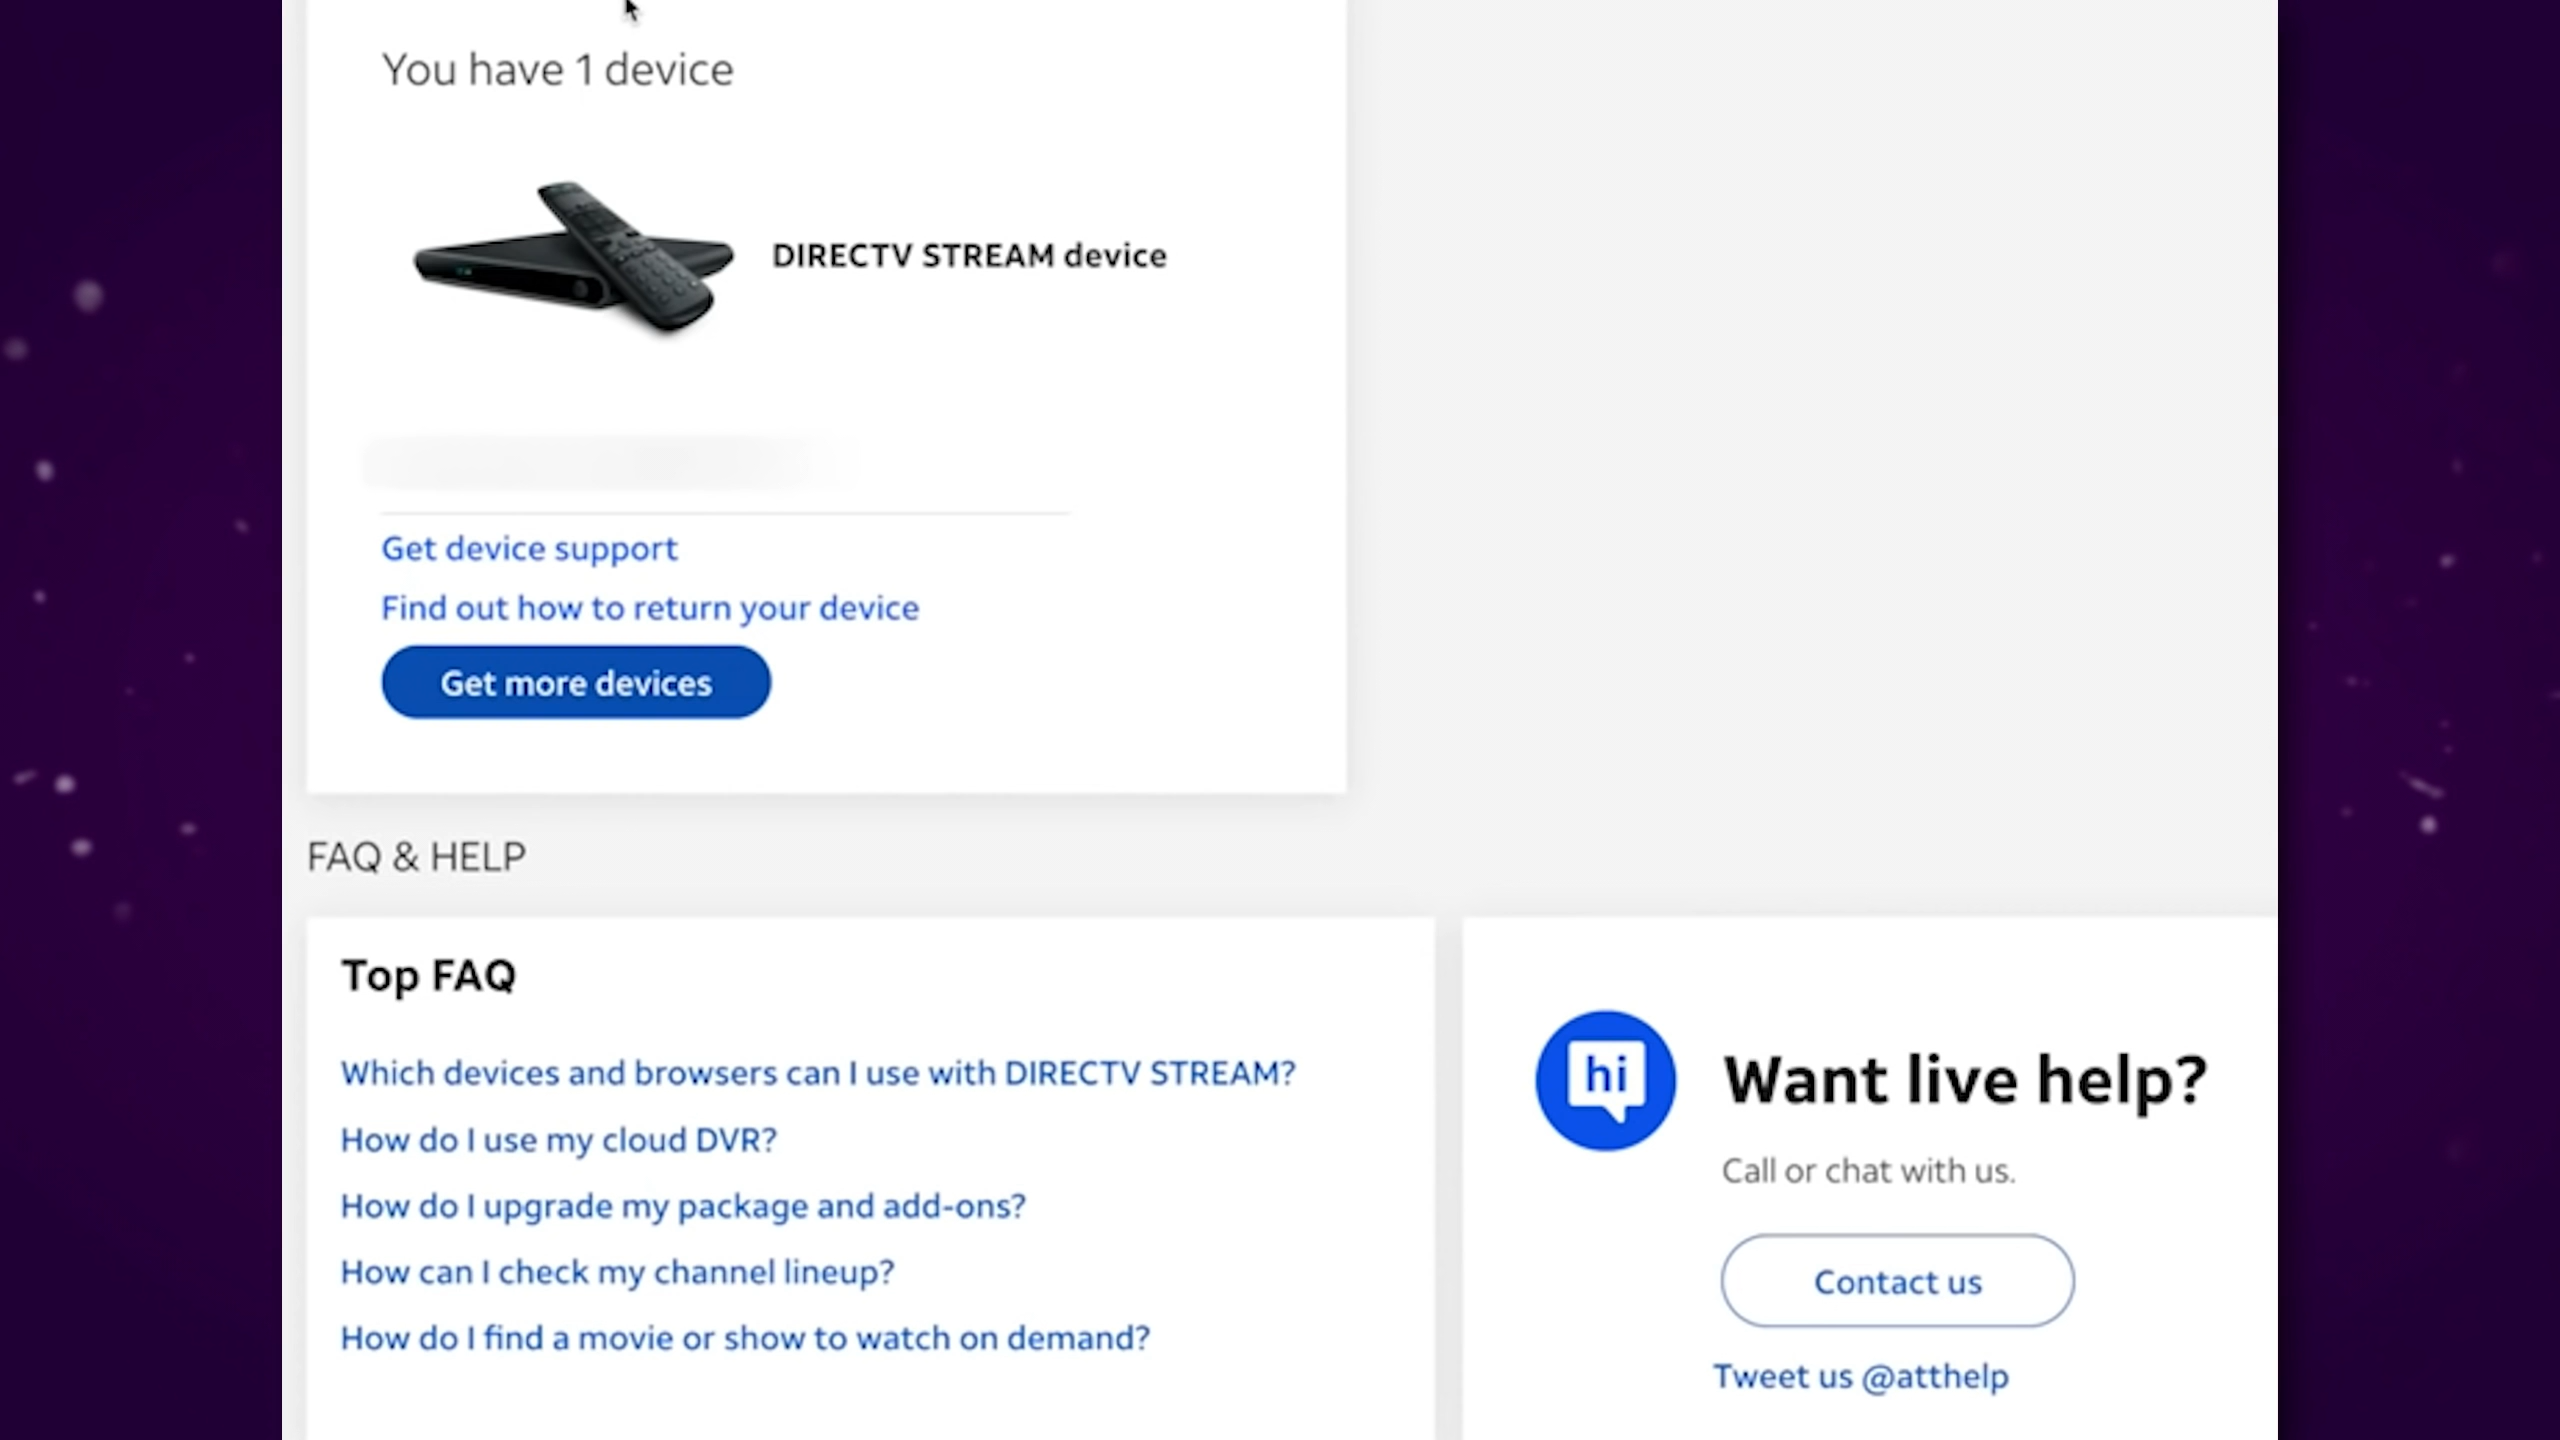 You have 1 device
DIRECTV STREAM device
Get device support
Find out how to return your device
Get more devices
FAQ & HELP
Top FAQ
Which devices and browsers can I use with DIRECTV STREAM?
How do I use my cloud DVR?
How do I upgrade my package and add-ons?
How can I check my channel lineup?
How do I find a movie or show to watch on demand?
hi
Want live help?
Call or chat with us.
Contact us
Tweet us @atthelp